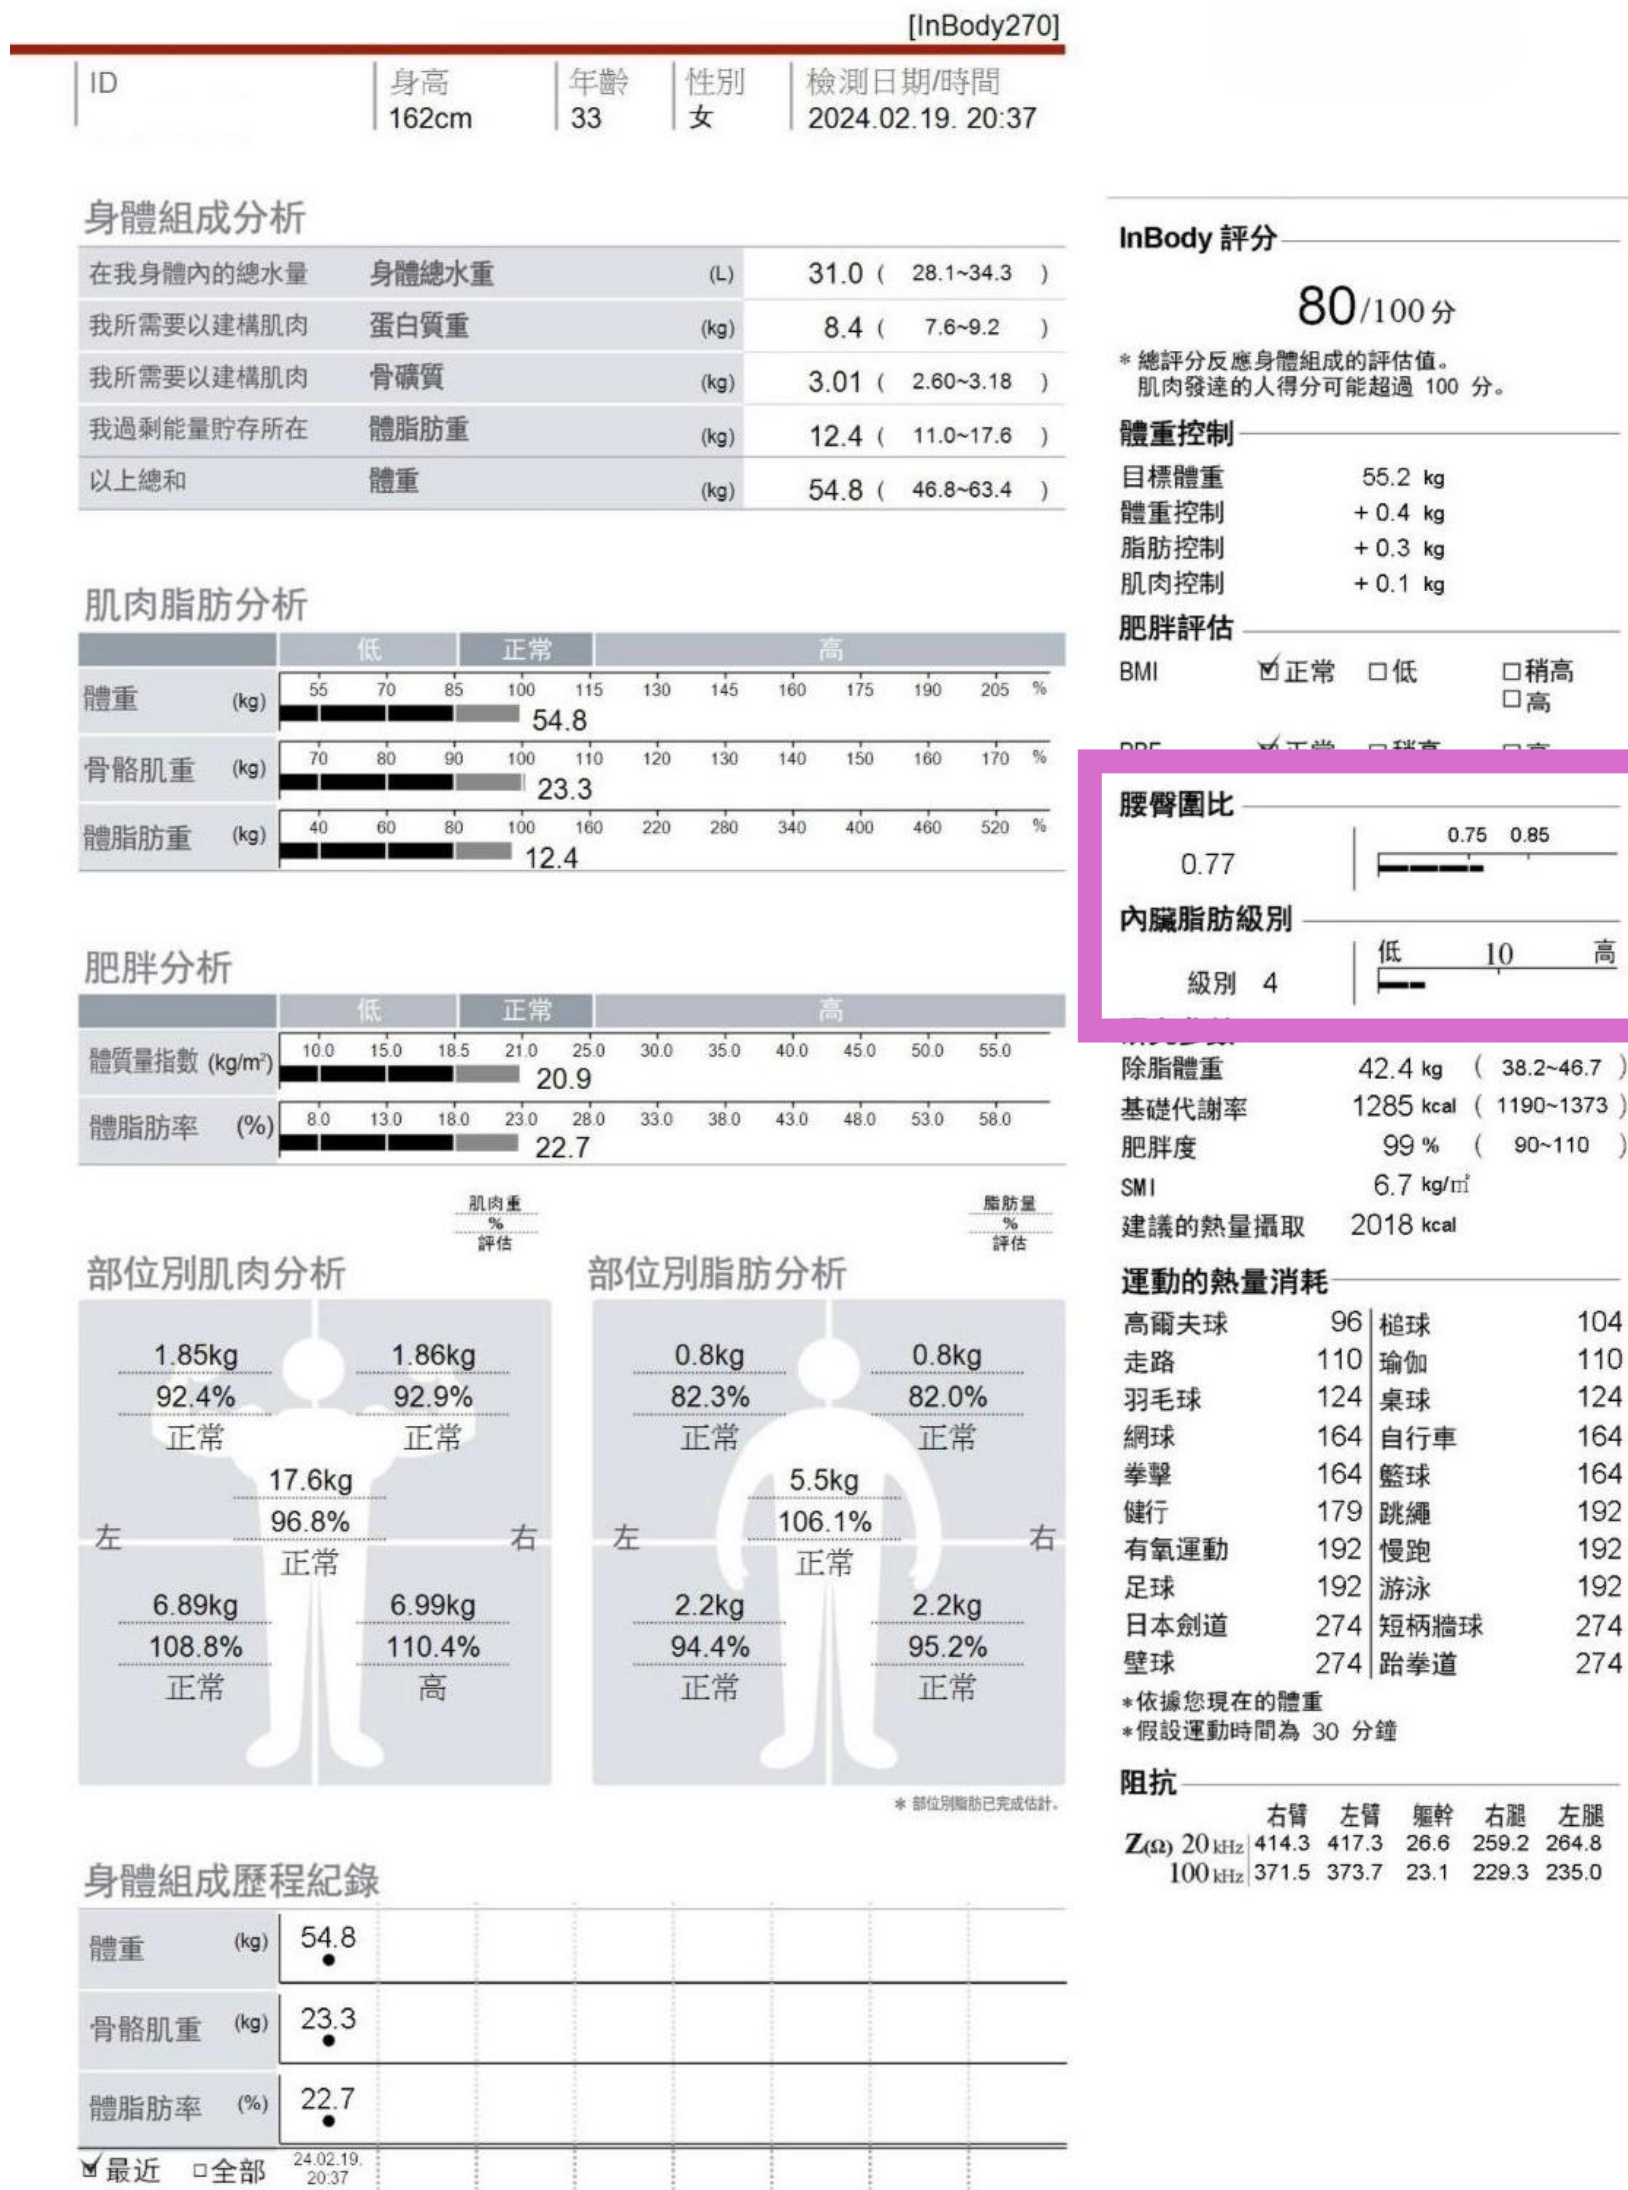 [InBody270]
ID 身高 年齡 性別 檢測日期/時間
162cm 33 女 2024.02.19. 20:37
身體組成分析
在我身體內的總水量 身體總水重 (L) 31.0 ( 28.1~34.3 )
我所需要以建構肌肉 蛋白質重 (kg) 8.4 ( 7.6~9.2 )
我所需要以建構肌肉 骨礦質 (kg) 3.01 ( 2.60~3.18 )
我過剩能量貯存所在 體脂肪重 (kg) 12.4 ( 11.0~17.6 )
以上總和 體重 (kg) 54.8 ( 46.8~63.4 )
肌肉脂肪分析
低 正常 高
體重 (kg) 55 70 85 100 115 130 145 160 175 190 205 %
54.8
骨骼肌重 (kg) 70 80 90 100 110 120 130 140 150 160 170 %
23.3
體脂肪重 (kg) 40 60 80 100 160 220 280 340 400 460 520 %
12.4
肥胖分析
低 正常 高
體質量指數 (kg/m²) 10.0 15.0 18.5 21.0 25.0 30.0 35.0 40.0 45.0 50.0 55.0
20.9
體脂肪率 (%) 8.0 13.0 18.0 23.0 28.0 33.0 38.0 43.0 48.0 53.0 58.0
22.7
肌肉重
%
評估
部位別肌肉分析
1.85kg 1.86kg
92.4% 92.9%
正常 正常
17.6kg
96.8%
左 正常 右
6.89kg 6.99kg
108.8% 110.4%
正常 高
脂肪量
%
評估
部位別脂肪分析
0.8kg 0.8kg
82.3% 82.0%
正常 正常
5.5kg
106.1%
左 正常 右
2.2kg 2.2kg
94.4% 95.2%
正常 正常
* 部位別脂肪已完成估計。
身體組成歷程紀錄
體重 (kg) 54.8
骨骼肌重 (kg) 23.3
體脂肪率 (%) 22.7
最近 全部 24.02.19.
20:37
InBody 評分
80/100 分
* 總評分反應身體組成的評估值。
肌肉發達的人得分可能超過 100 分。
體重控制
目標體重 55.2 kg
體重控制 + 0.4 kg
脂肪控制 + 0.3 kg
肌肉控制 + 0.1 kg
肥胖評估
BMI 正常 低 稍高
高
PBF 正常 稍高 高
腰臀圍比
0.75 0.85
0.77
內臟脂肪級別
低 10 高
級別 4
除脂體重 42.4 kg ( 38.2~46.7 )
基礎代謝率 1285 kcal ( 1190~1373 )
肥胖度 99 % ( 90~110 )
SMI 6.7 kg/㎡
建議的熱量攝取 2018 kcal
運動的熱量消耗
高爾夫球 96 槌球 104
走路 110 瑜伽 110
羽毛球 124 桌球 124
網球 164 自行車 164
拳擊 164 籃球 164
健行 179 跳繩 192
有氧運動 192 慢跑 192
足球 192 游泳 192
日本劍道 274 短柄牆球 274
壁球 274 跆拳道 274
*依據您現在的體重
*假設運動時間為 30 分鐘
阻抗
右臂 左臂 軀幹 右腿 左腿
Z(Ω) 20 kHz 414.3 417.3 26.6 259.2 264.8
100 kHz 371.5 373.7 23.1 229.3 235.0